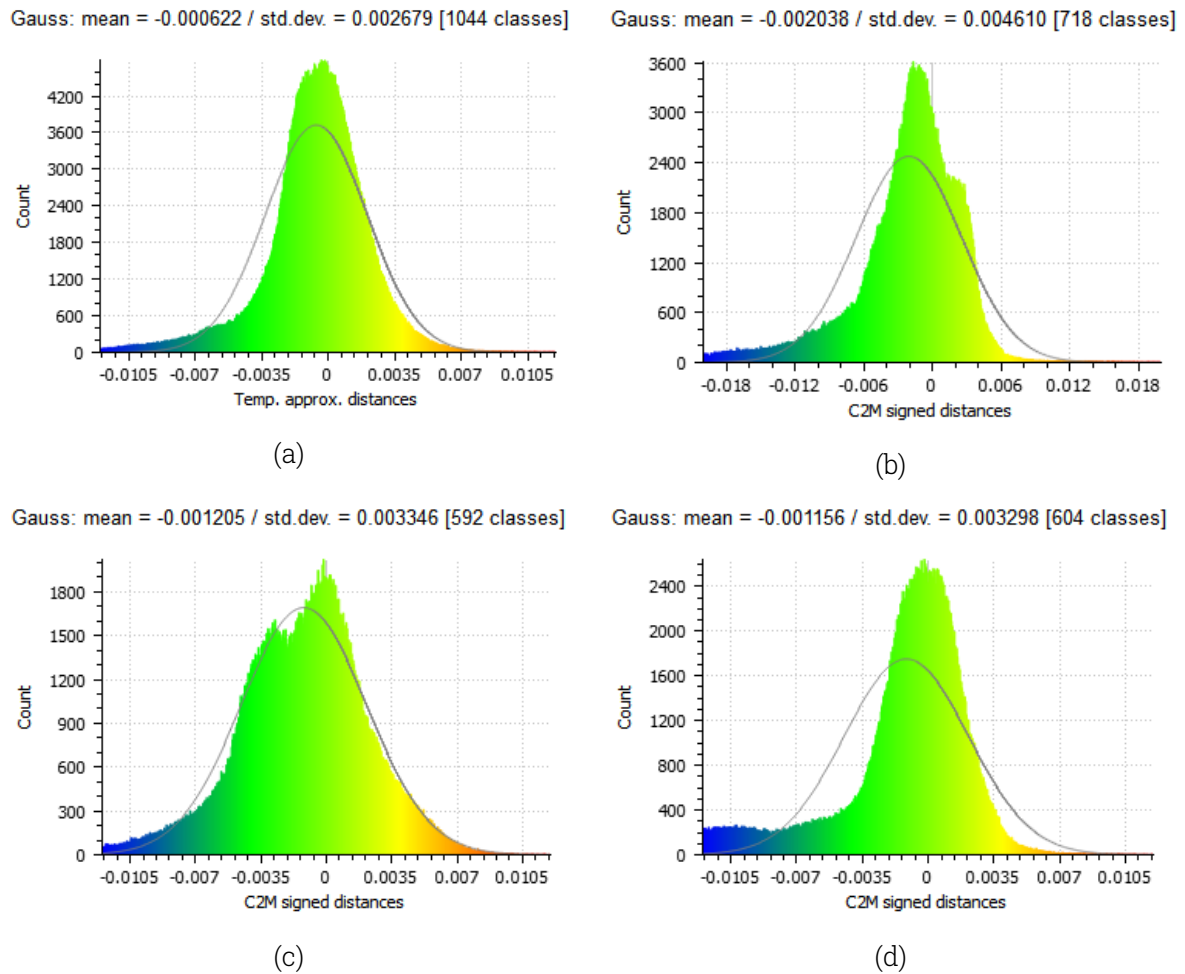 Gauss: mean = -0.000622 / std.dev. = 0.002679 [1044 classes]
Count
4200
3600
3000
2400
1800
1200
600
0
-0.0105 -0.007 -0.0035 0 0.0035 0.007 0.0105
Temp. approx. distances
(a)
Gauss: mean = -0.002038 / std.dev. = 0.004610 [718 classes]
Count
3600
3000
2400
1800
1200
600
0
-0.018 -0.012 -0.006 0 0.006 0.012 0.018
C2M signed distances
(b)
Gauss: mean = -0.001205 / std.dev. = 0.003346 [592 classes]
Count
1800
1500
1200
900
600
300
0
-0.0105 -0.007 -0.0035 0 0.0035 0.007 0.0105
C2M signed distances
(c)
Gauss: mean = -0.001156 / std.dev. = 0.003298 [604 classes]
Count
2400
2000
1600
1200
800
400
0
-0.0105 -0.007 -0.0035 0 0.0035 0.007 0.0105
C2M signed distances
(d)